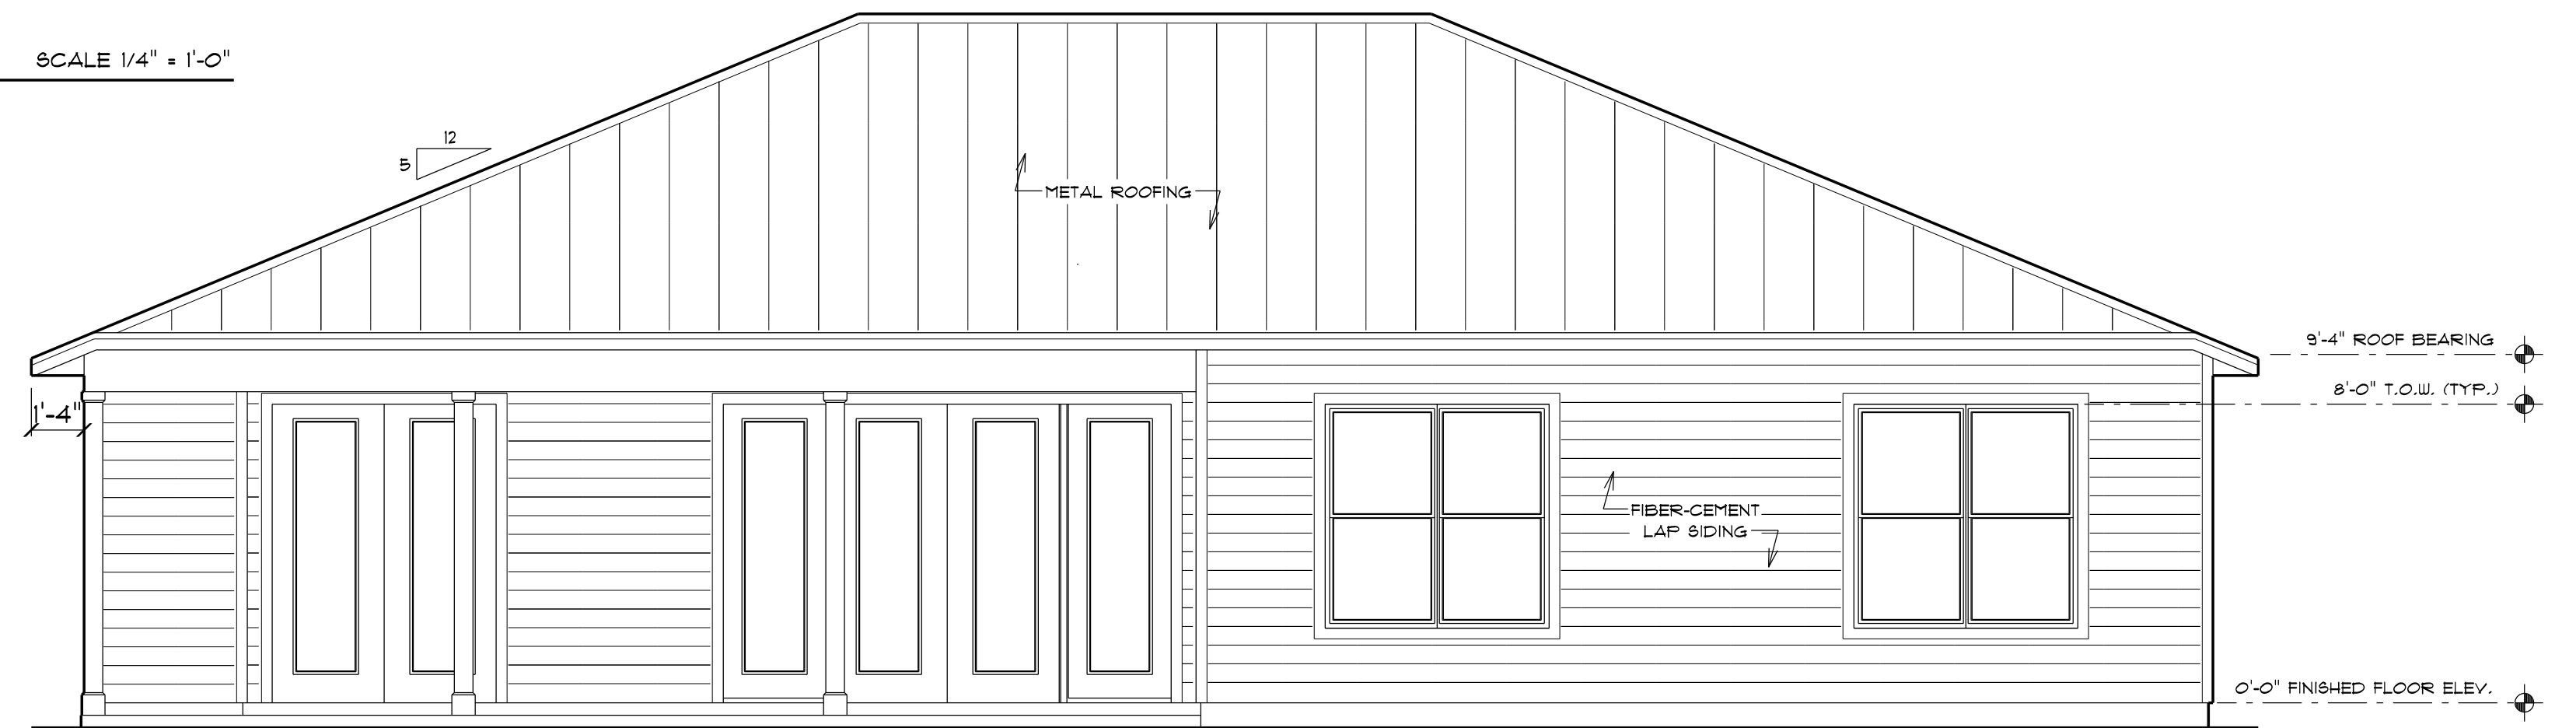 SCALE 1/4" = 1'-0"
12
5
METAL ROOFING
9'-4" ROOF BEARING
8'-0" T.O.W. (TYP.)
1'-4"
FIBER-CEMENT
LAP SIDING
0'-0" FINISHED FLOOR ELEV.